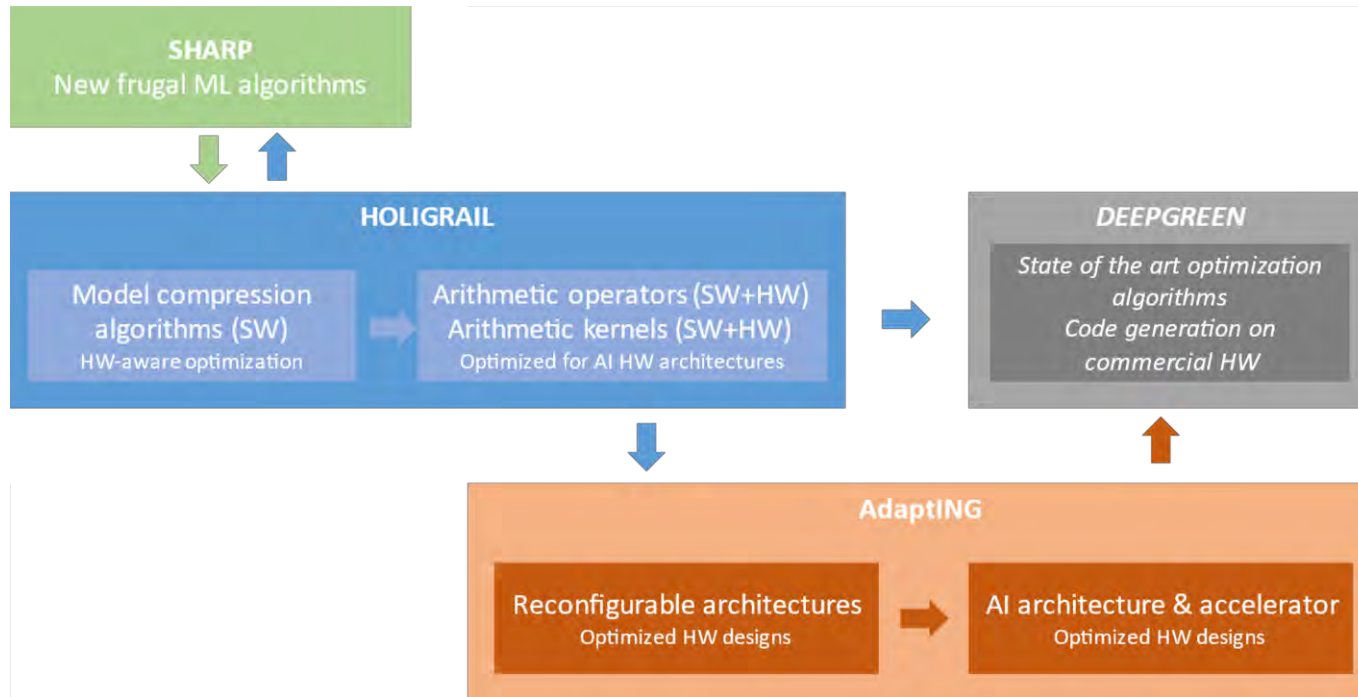 SHARP
New frugal ML algorithms
HOLIGRAIL
Model compression
algorithms (SW)
HW-aware optimization
Arithmetic operators (SW+HW)
Arithmetic kernels (SW+HW)
Optimized for AI HW architectures
DEEPGREEN
State of the art optimization
algorithms
Code generation on
commercial HW
AdaptING
Reconfigurable architectures
Optimized HW designs
AI architecture & accelerator
Optimized HW designs